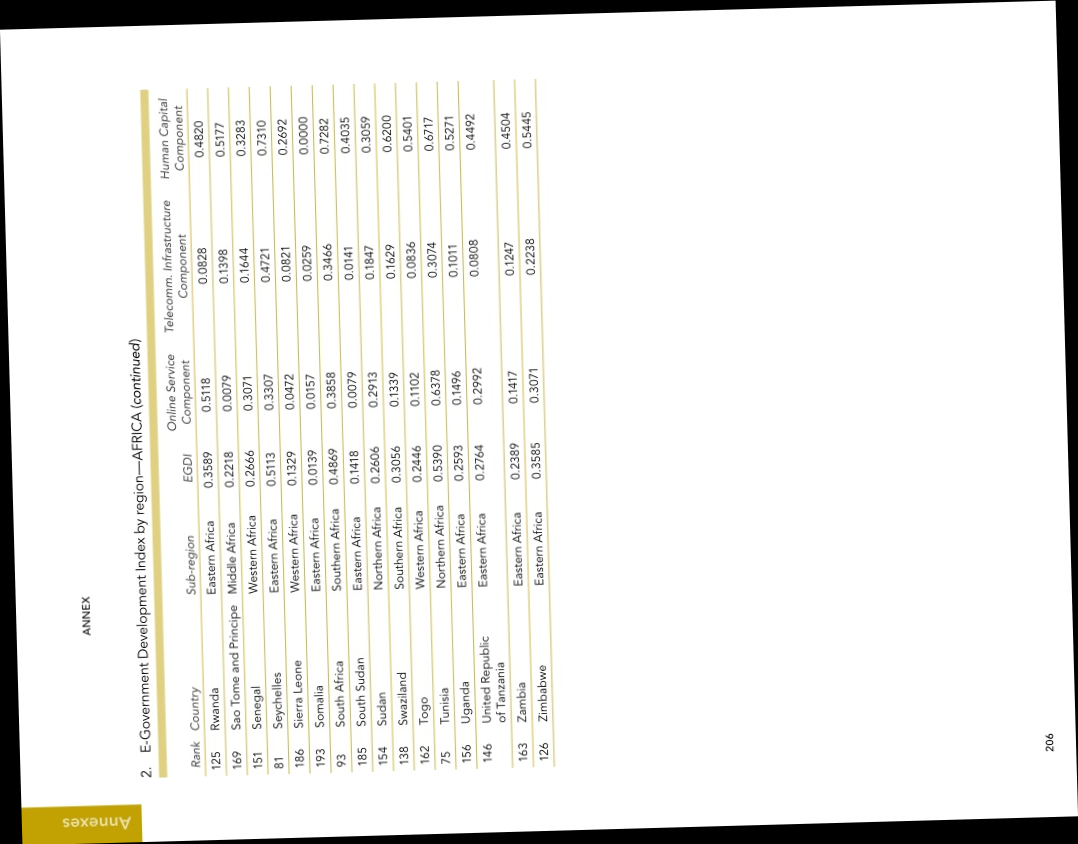 ANNEX
2. E-Government Development Index by region—AFRICA (continued)
Rank Country Sub-region EGDI Online Service Component Telecomm. Infrastructure Component Human Capital Component
125 Rwanda Eastern Africa 0.3589 0.5118 0.0828 0.4820
169 Sao Tome and Principe Middle Africa 0.2218 0.0079 0.1398 0.5177
151 Senegal Western Africa 0.2666 0.3071 0.1644 0.3283
81 Seychelles Eastern Africa 0.5113 0.3307 0.4721 0.7310
186 Sierra Leone Western Africa 0.1329 0.0472 0.0821 0.2692
193 Somalia Eastern Africa 0.0139 0.0157 0.0259 0.0000
93 South Africa Southern Africa 0.4869 0.3858 0.3466 0.7282
185 South Sudan Eastern Africa 0.1418 0.0079 0.0141 0.4035
154 Sudan Northern Africa 0.2606 0.2913 0.1847 0.3059
138 Swaziland Southern Africa 0.3056 0.1339 0.1629 0.6200
162 Togo Western Africa 0.2446 0.1102 0.0836 0.5401
75 Tunisia Northern Africa 0.5390 0.6378 0.3074 0.6717
156 Uganda Eastern Africa 0.2593 0.1496 0.1011 0.5271
146 United Republic Eastern Africa 0.2764 0.2992 0.0808 0.4492
of Tanzania
163 Zambia Eastern Africa 0.2389 0.1417 0.1247 0.4504
126 Zimbabwe Eastern Africa 0.3585 0.3071 0.2238 0.5445
206
Annexes